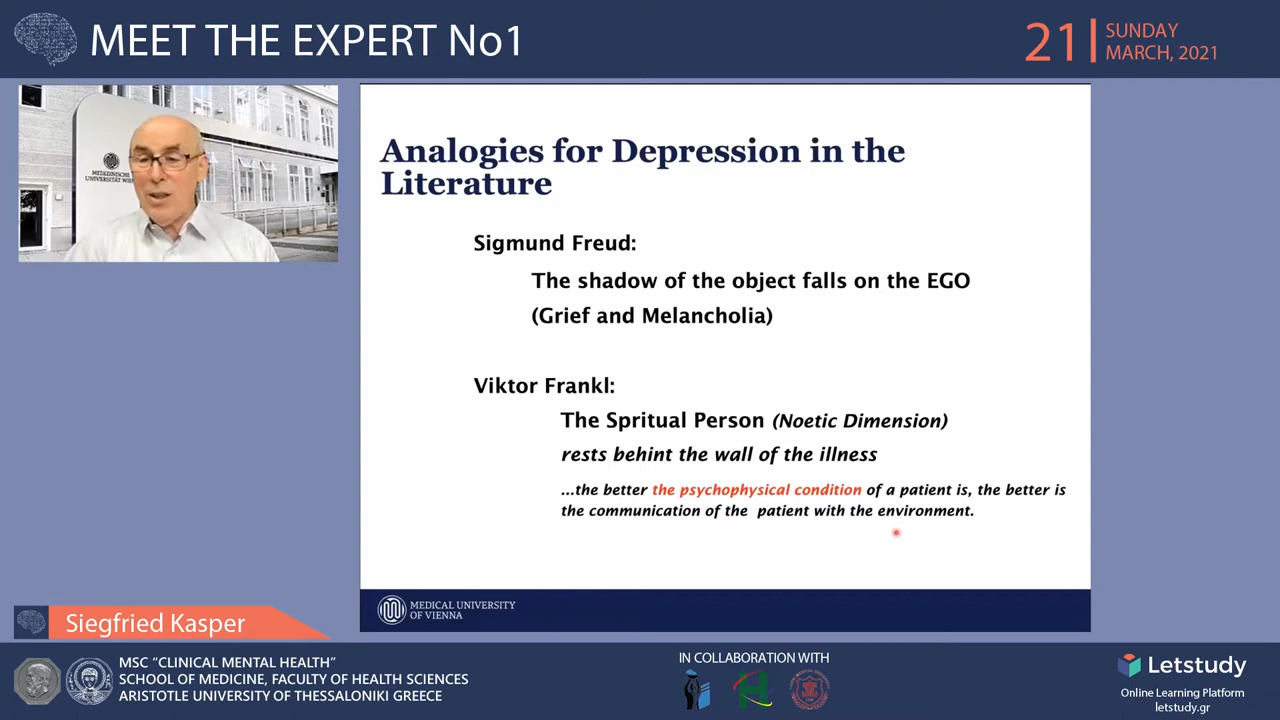 MEET THE EXPERT No1
21
SUNDAY
MARCH, 2021
MEDIZINISCHE
UNIVERSITÄT WIEN
Analogies for Depression in the
Literature
Sigmund Freud:
The shadow of the object falls on the EGO
(Grief and Melancholia)
Viktor Frankl:
The Spritual Person (Noetic Dimension)
rests behint the wall of the illness
...the better the psychophysical condition of a patient is, the better is
the communication of the patient with the environment.
MEDICAL UNIVERSITY
OF VIENNA
Siegfried Kasper
MSC “CLINICAL MENTAL HEALTH”
SCHOOL OF MEDICINE, FACULTY OF HEALTH SCIENCES
ARISTOTLE UNIVERSITY OF THESSALONIKI GREECE
IN COLLABORATION WITH
Letstudy
Online Learning Platform
letstudy.gr